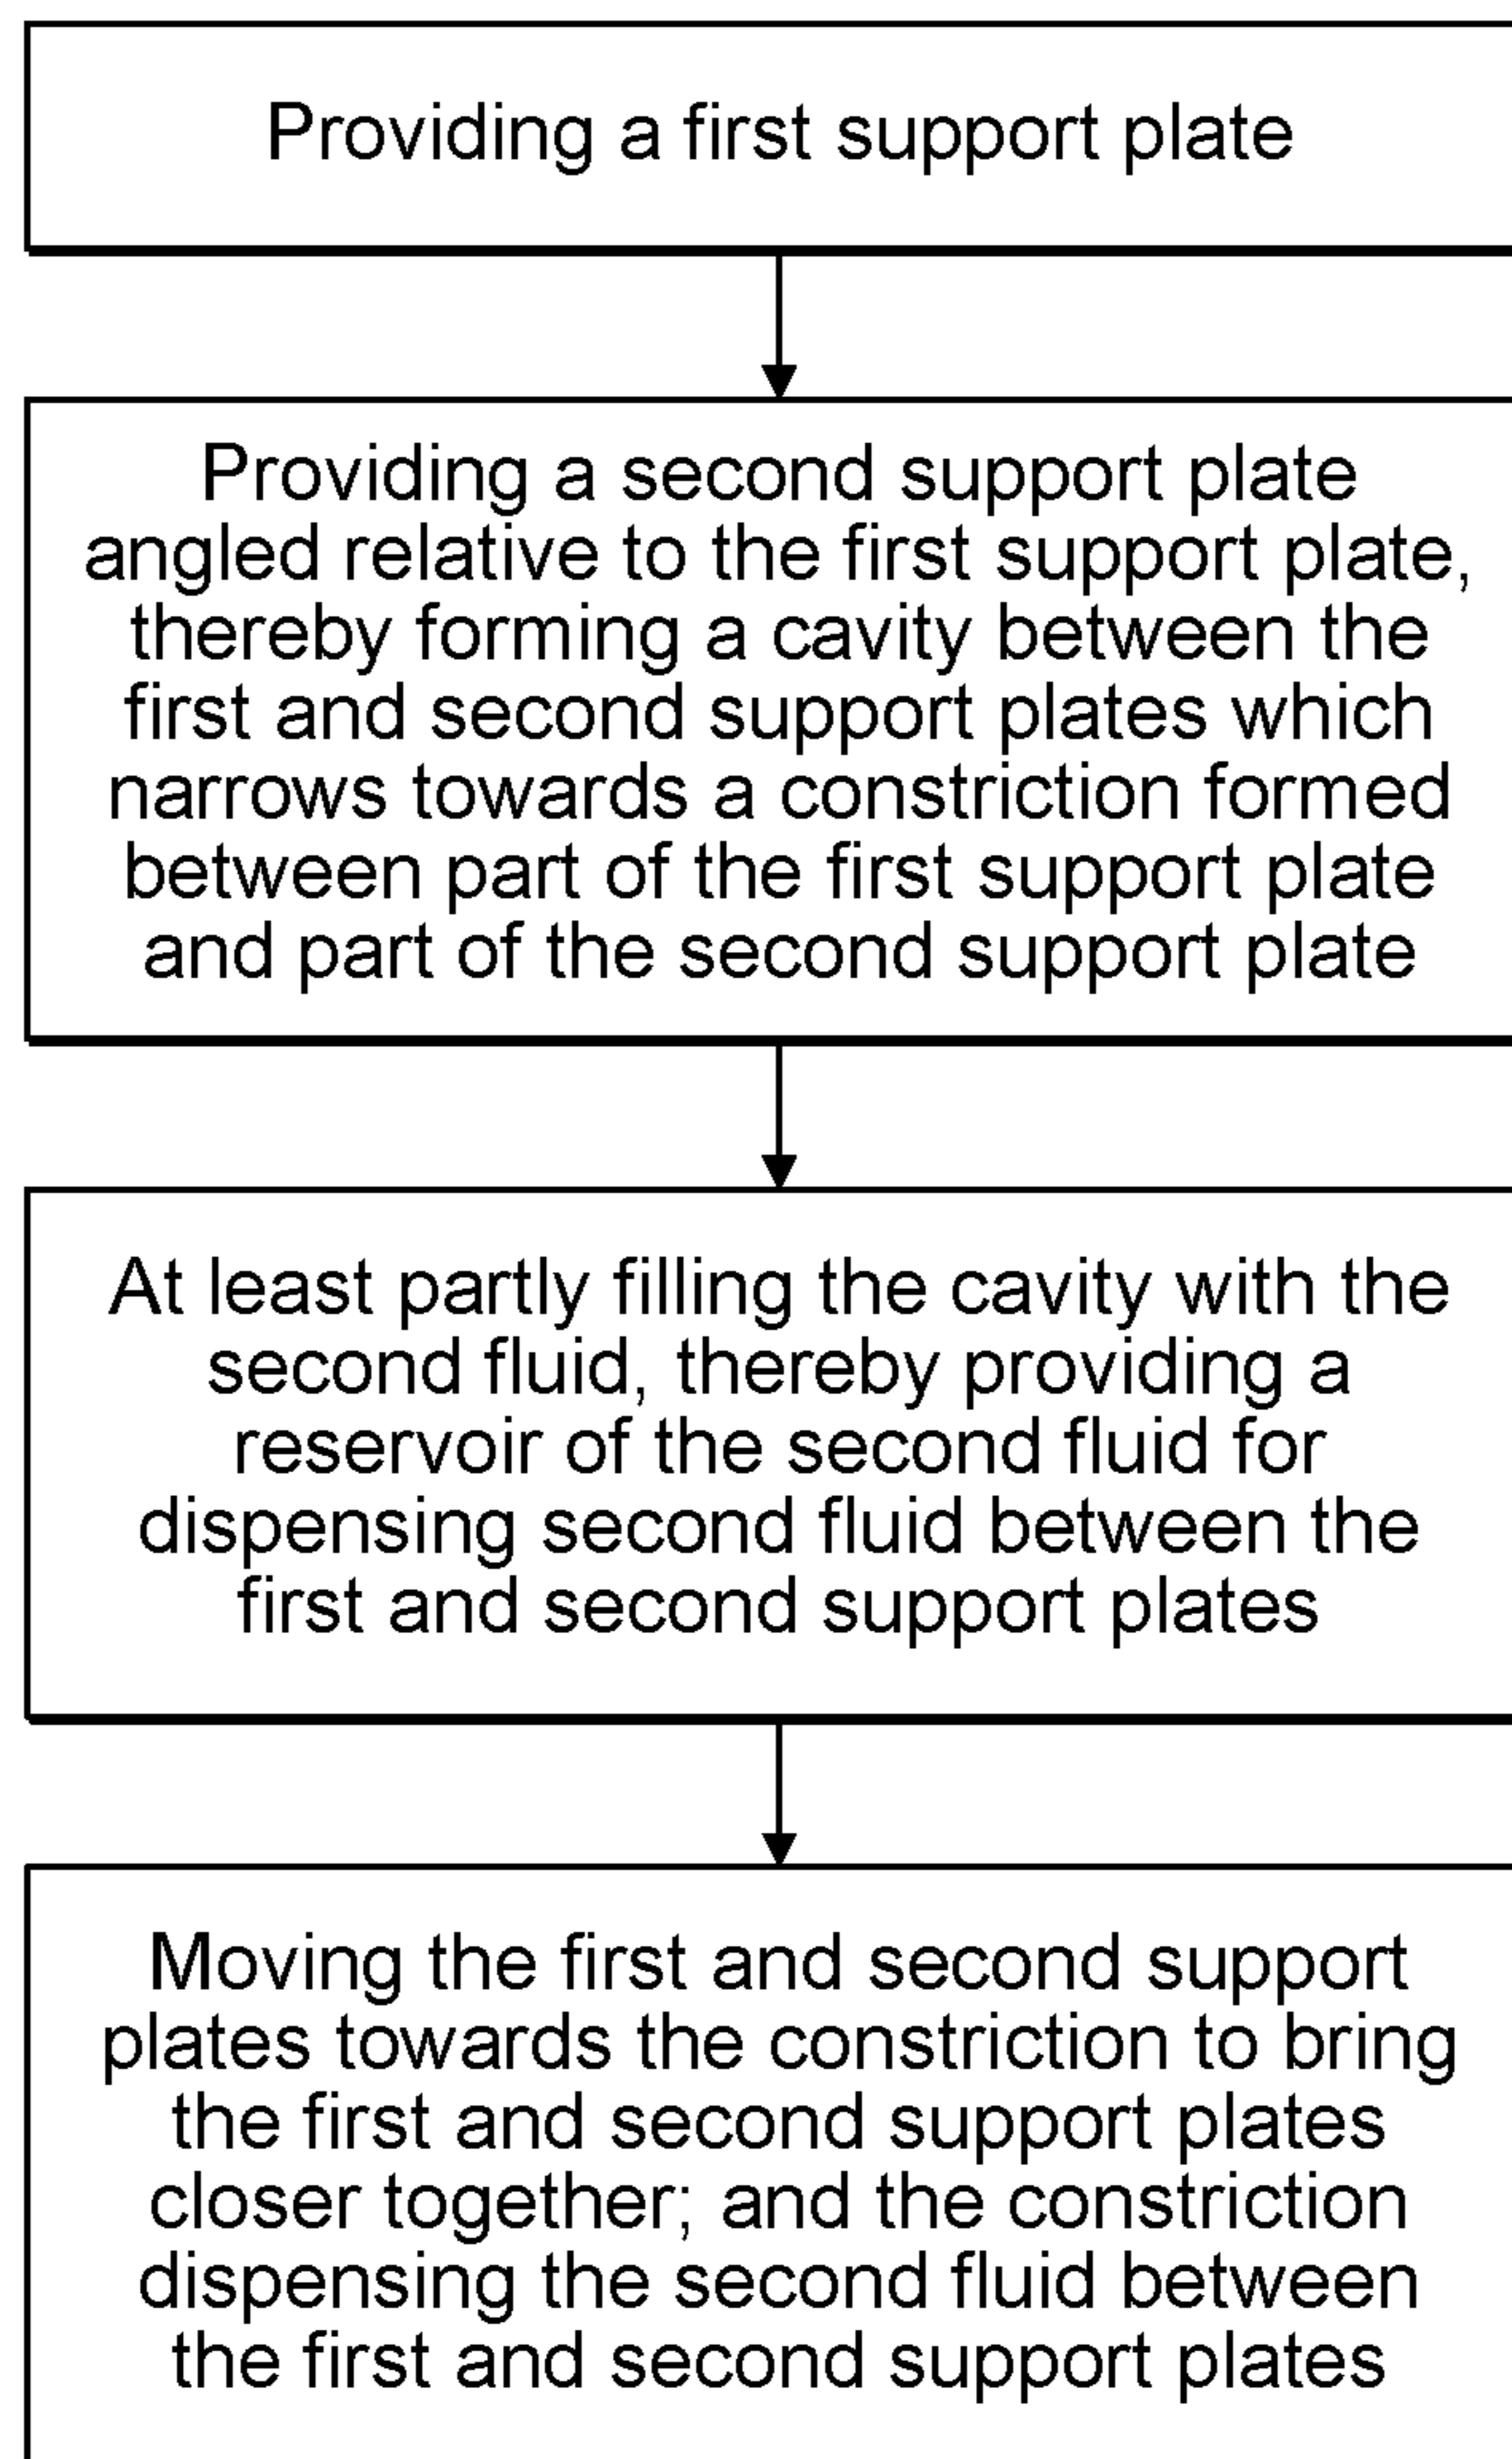 Providing a first support plate
Providing a second support plate
angled relative to the first support plate,
thereby forming a cavity between the
first and second support plates which
narrows towards a constriction formed
between part of the first support plate
and part of the second support plate
At least partly filling the cavity with the
second fluid, thereby providing a
reservoir of the second fluid for
dispensing second fluid between the
first and second support plates
Moving the first and second support
plates towards the constriction to bring
the first and second support plates
closer together; and the constriction
dispensing the second fluid between
the first and second support plates